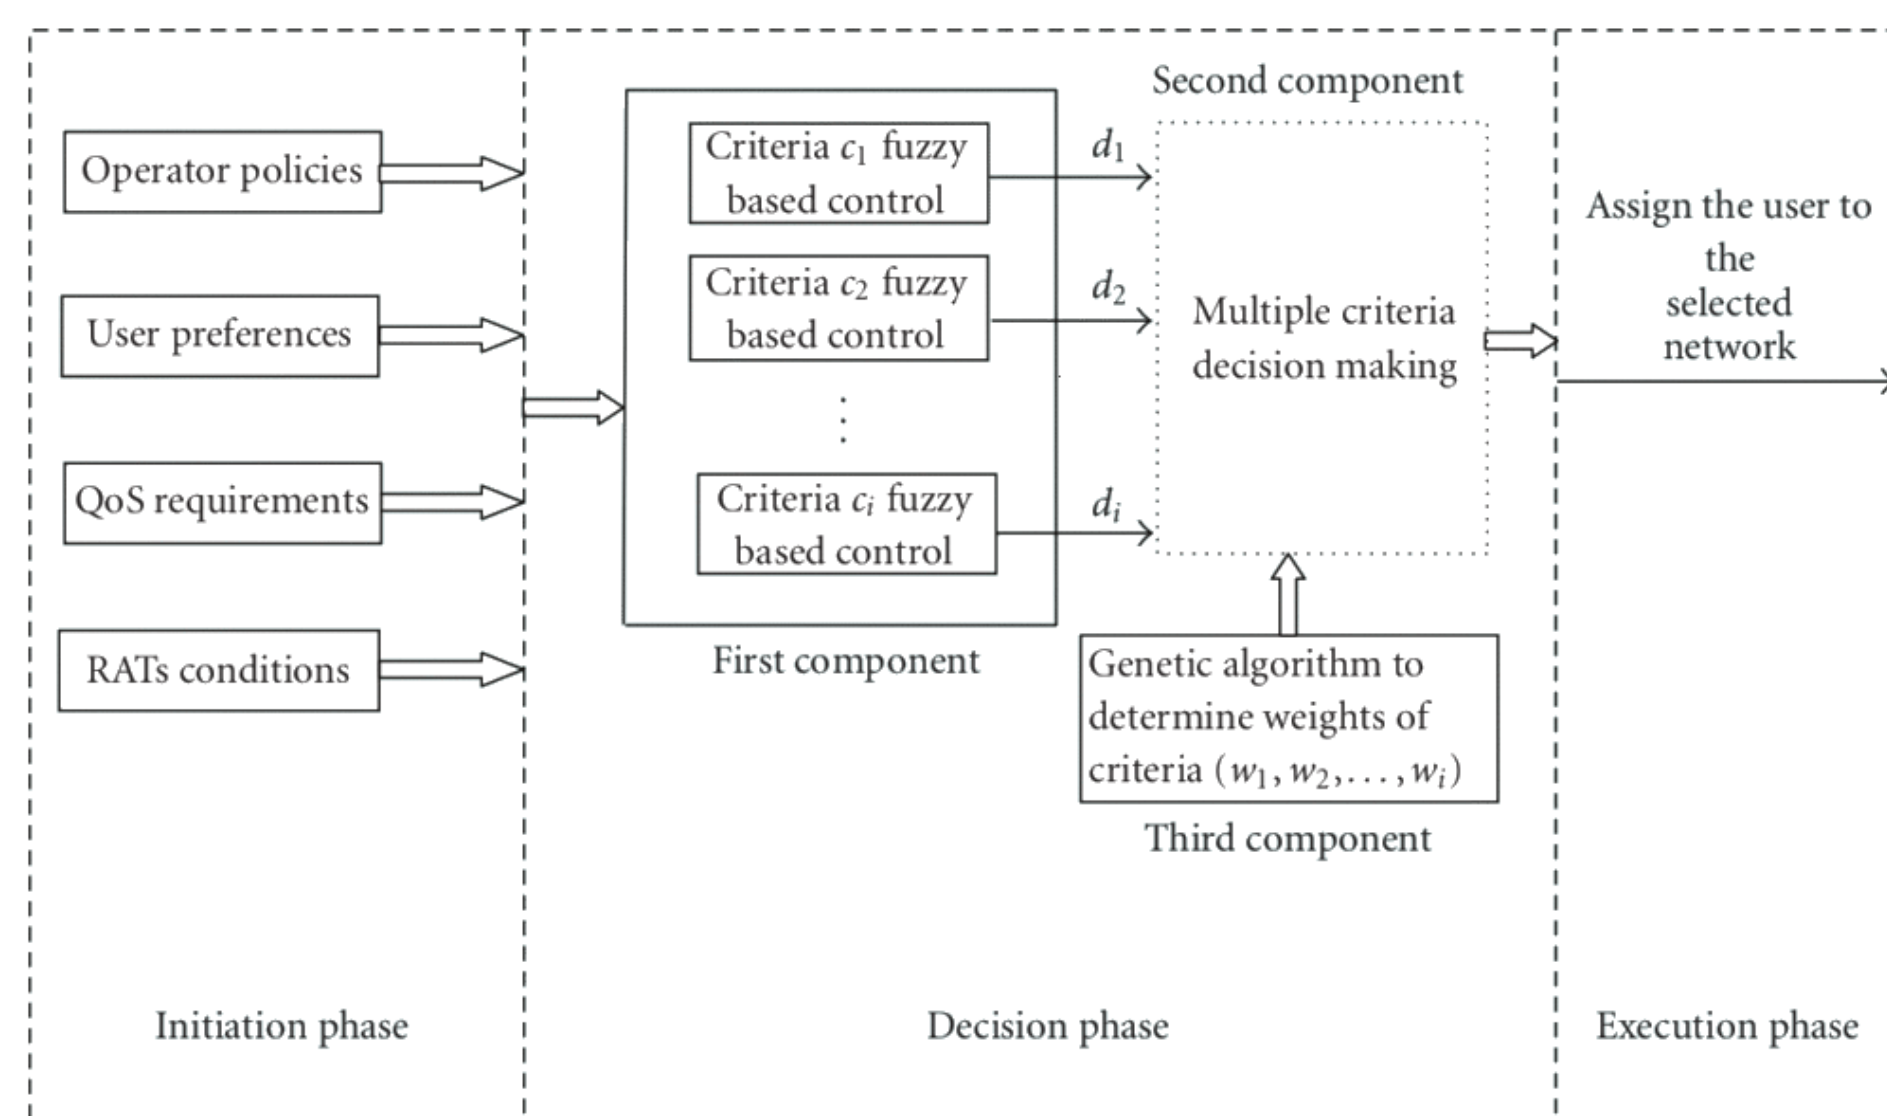 Operator policies
User preferences
QoS requirements
RATs conditions
Initiation phase
Criteria c₁ fuzzy
based control
Criteria c₂ fuzzy
based control
⋮
Criteria cᵢ fuzzy
based control
First component
d₁
d₂
dᵢ
Second component
Multiple criteria
decision making
Genetic algorithm to
determine weights of
criteria (w₁, w₂,..., wᵢ)
Third component
Decision phase
Assign the user to
the
selected
network
Execution phase